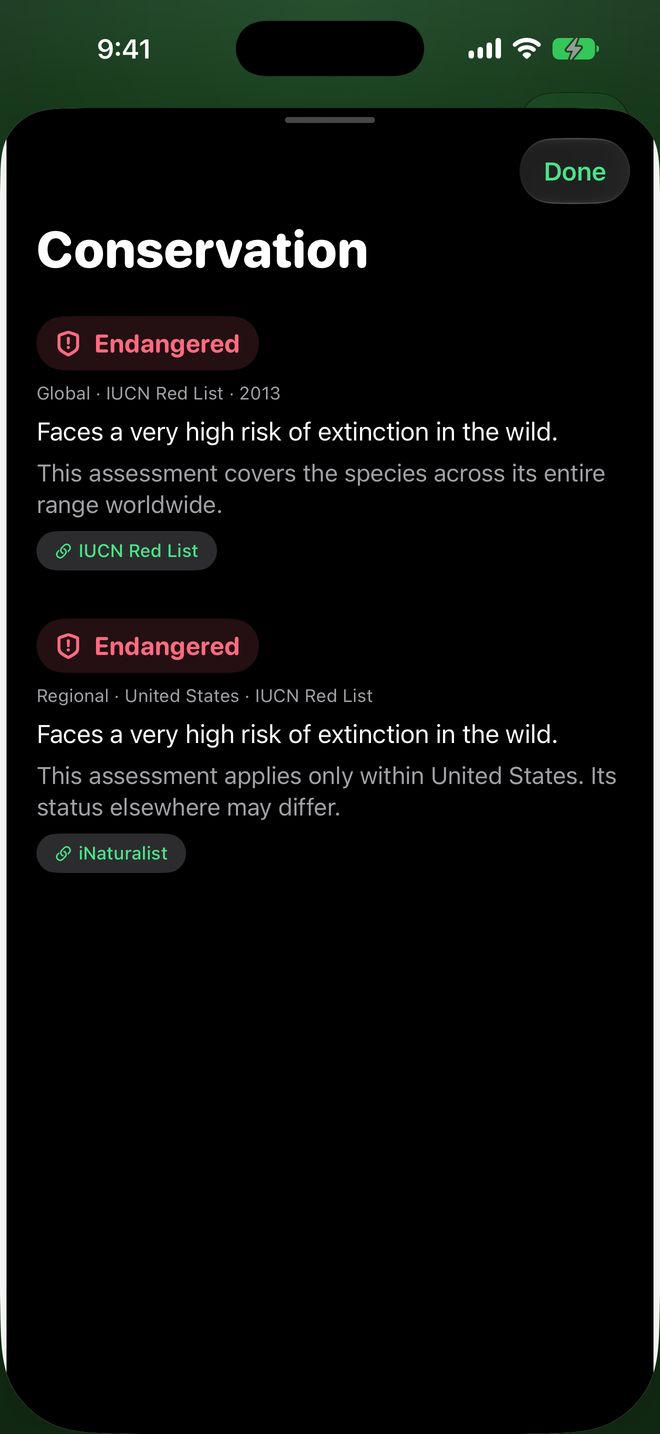 9:41
Done
Conservation
Endangered
Global · IUCN Red List · 2013
Faces a very high risk of extinction in the wild.
This assessment covers the species across its entire
range worldwide.
IUCN Red List
Endangered
Regional · United States · IUCN Red List
Faces a very high risk of extinction in the wild.
This assessment applies only within United States. Its
status elsewhere may differ.
iNaturalist